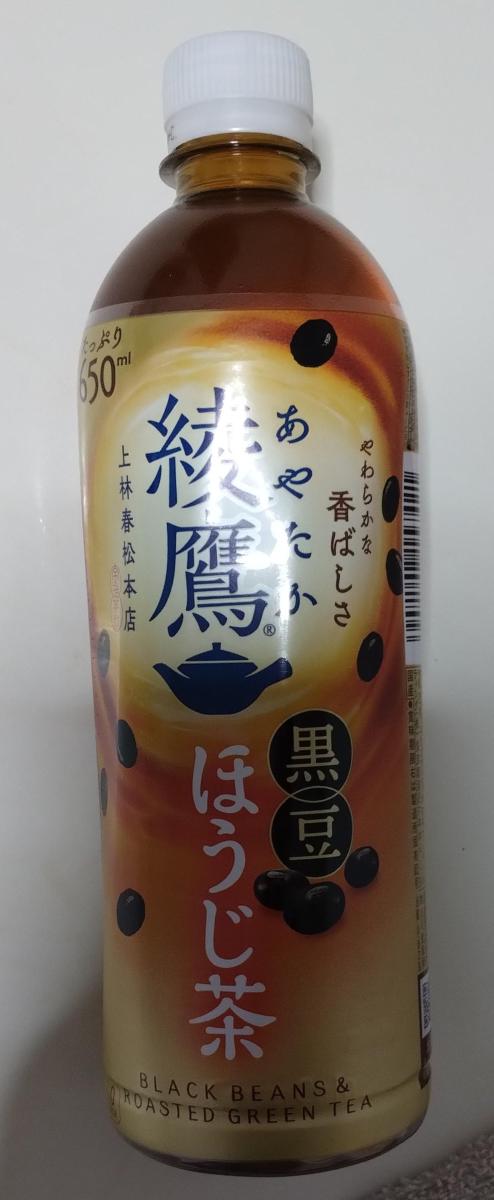 たっぷり
650ml
綾鷹®
あやたか
やわらかな
香ばしさ
上林春松本店
黒豆
ほうじ茶
BLACK BEANS &
ROASTED GREEN TEA